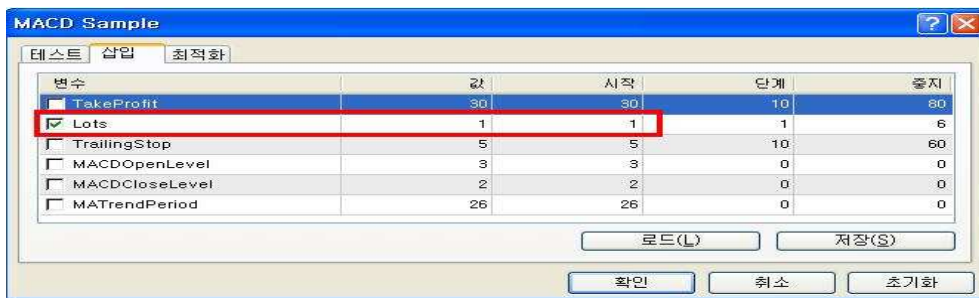 MACD Sample
테스트 삽입 최적화
변수 값 시작 단계 중지
TakeProfit 30 30 10 80
Lots 1 1 1 6
TrailingStop 5 5 10 60
MACDOpenLevel 3 3 0 0
MACDCloseLevel 2 2 0 0
MATrendPeriod 26 26 0 0
로드(L) 저장(S)
확인 취소 초기화